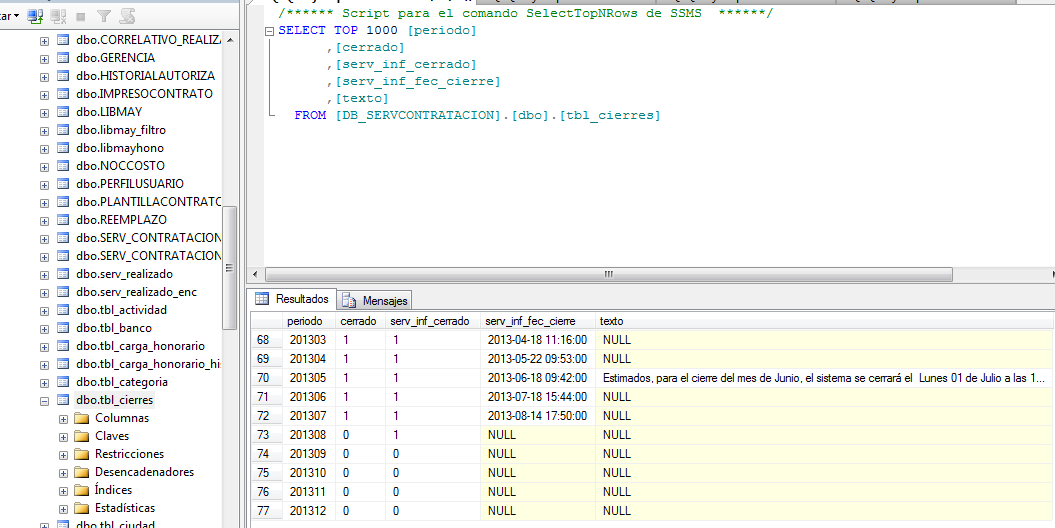 /****** Script para el comando SelectTopNRows de SSMS  ******/
SELECT TOP 1000 [periodo]
,[cerrado]
,[serv_inf_cerrado]
,[serv_inf_fec_cierre]
,[texto]
FROM [DB_SERVCONTRATACION].[dbo].[tbl_cierres]
dbo.CORRELATIVO_REALIZ
dbo.GERENCIA
dbo.HISTORIALAUTORIZA
dbo.IMPRESOCONTRATO
dbo.LIBMAY
dbo.libmay_filtro
dbo.libmayhono
dbo.NOCCOSTO
dbo.PERFILUSUARIO
dbo.PLANTILLACONTRATO
dbo.REEMPLAZO
dbo.SERV_CONTRATACION
dbo.SERV_CONTRATACION
dbo.serv_realizado
dbo.serv_realizado_enc
dbo.tbl_actividad
dbo.tbl_banco
dbo.tbl_carga_honorario
dbo.tbl_carga_honorario_hi
dbo.tbl_categoria
dbo.tbl_cierres
Columnas
Claves
Restricciones
Desencadenadores
Índices
Estadísticas
dbo.tbl_ciudad
Resultados Mensajes
periodo cerrado serv_inf_cerrado serv_inf_fec_cierre texto
68 201303 1 1 2013-04-18 11:16:00 NULL
69 201304 1 1 2013-05-22 09:53:00 NULL
70 201305 1 1 2013-06-18 09:42:00 Estimados, para el cierre del mes de Junio, el sistema se cerrará el  Lunes 01 de Julio a las 1...
71 201306 1 1 2013-07-18 15:44:00 NULL
72 201307 1 1 2013-08-14 17:50:00 NULL
73 201308 0 1 NULL NULL
74 201309 0 0 NULL NULL
75 201310 0 0 NULL NULL
76 201311 0 0 NULL NULL
77 201312 0 0 NULL NULL